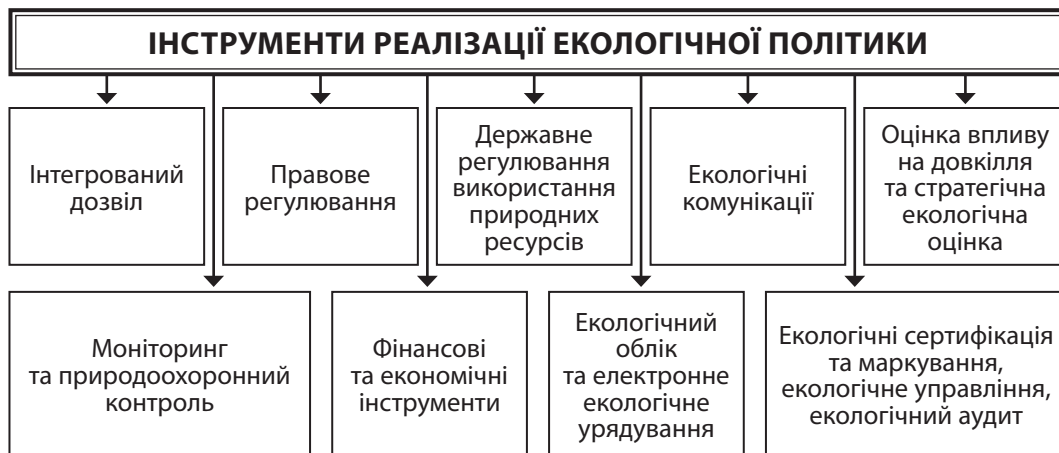 ІНСТРУМЕНТИ РЕАЛІЗАЦІЇ ЕКОЛОГІЧНОЇ ПОЛІТИКИ
Інтегрований
дозвіл
Правове
регулювання
Державне
регулювання
використання
природних
ресурсів
Екологічні
комунікації
Оцінка впливу
на довкілля
та стратегічна
екологічна
оцінка
Моніторинг
та природоохоронний
контроль
Фінансові
та економічні
інструменти
Екологічний
облік
та електронне
екологічне
урядування
Екологічні сертифікація
та маркування,
екологічне управління,
екологічний аудит